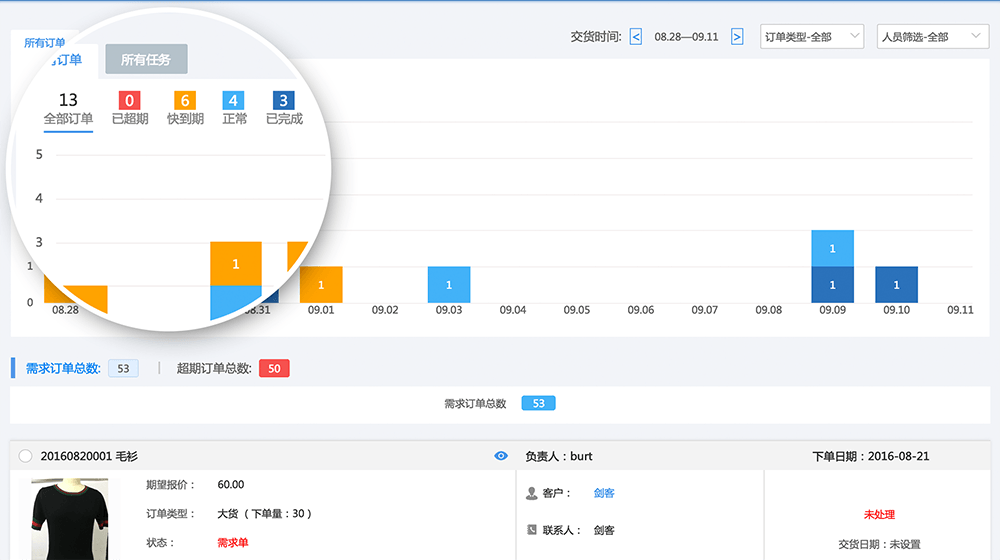 所有订单
订单
所有任务
交货时间: < 08.28—09.11 > 订单类型-全部 人员筛选-全部
13 0 6 4 3
全部订单 已超期 快到期 正常 已完成
5
4
3
1
0
1 1 1 1 1 1
08.28 08.31 09.01 09.02 09.03 09.04 09.05 09.06 09.07 09.08 09.09 09.10 09.11
需求订单总数: 53 | 超期订单总数: 50
需求订单总数 53
20160820001 毛衫 负责人：burt 下单日期：2016-08-21
期望报价： 60.00
订单类型： 大货（下单量：30）
状态： 需求单
客户： 剑客
联系人： 剑客
未处理
交货日期：未设置